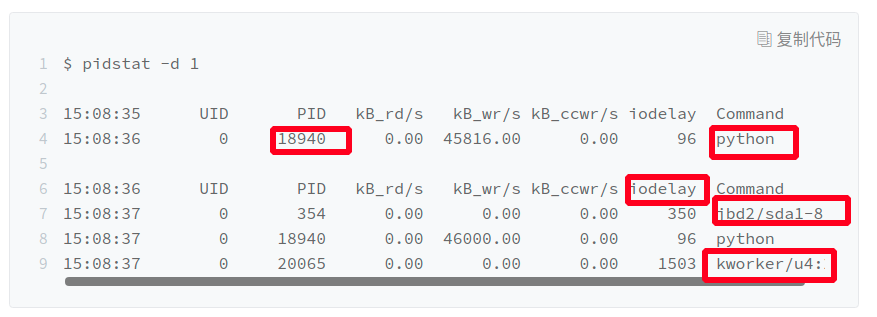 复制代码
1 $ pidstat -d 1
2
3 15:08:35 UID PID kB_rd/s kB_wr/s kB_ccwr/s iodelay Command
4 15:08:36 0 18940 0.00 45816.00 0.00 96 python
5
6 15:08:36 UID PID kB_rd/s kB_wr/s kB_ccwr/s iodelay Command
7 15:08:37 0 354 0.00 0.00 0.00 350 jbd2/sda1-8
8 15:08:37 0 18940 0.00 46000.00 0.00 96 python
9 15:08:37 0 20065 0.00 0.00 0.00 1503 kworker/u4: